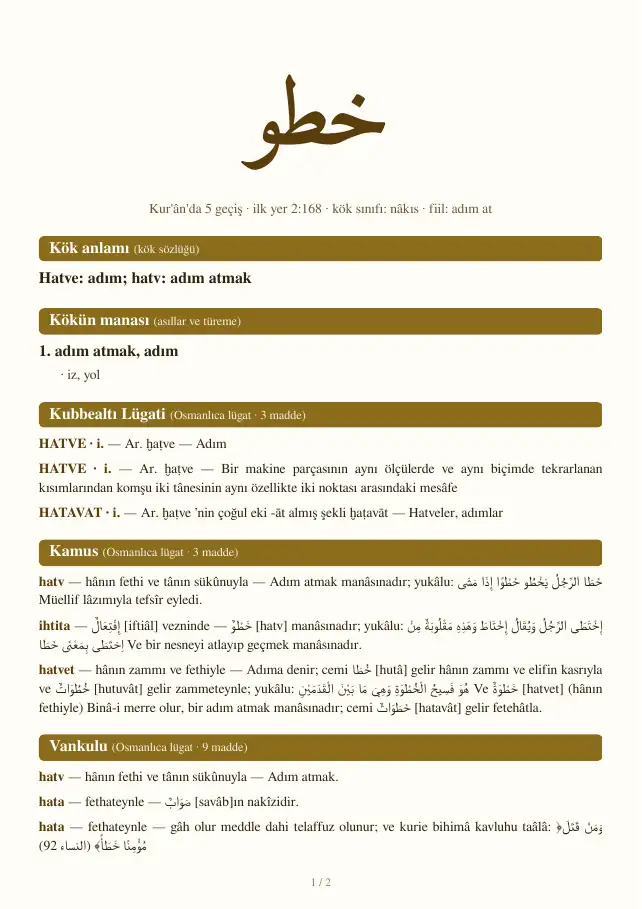 خطو
Kur'ân'da 5 geçiş · ilk yer 2:168 · kök sınıfı: nâkıs · fiil: adım at
Kök anlamı (kök sözlüğü)
Hatve: adım; hatv: adım atmak
Kökün manası (asıllar ve türeme)
1. adım atmak, adım
· iz, yol
Kubbealtı Lügati (Osmanlıca lügat · 3 madde)
HATVE · i. — Ar. ḫaṭve — Adım
HATVE · i. — Ar. ḫaṭve — Bir makine parçasının aynı ölçülerde ve aynı biçimde tekrarlanan
kısımlarından komşu iki tânesinin aynı özellikte iki noktası arasındaki mesâfe
HATAVAT · i. — Ar. ḫaṭve 'nin çoğul eki -āt almış şekli ḫaṭavāt — Hatveler, adımlar
Kamus (Osmanlıca lügat · 3 madde)
hatv — hânın fethi ve tânın sükûnuyla — Adım atmak manâsınadır; yukâlu: خَطَا الرَّجُلُ يَخْطُو خَطْوًا إِذَا مَشَى
Müellif lâzımıyla tefsîr eyledi.
ihtita — إِفْتِعَالٌ [iftiâl] vezninde — خَطْوٌ [hatv] manâsınadır; yukâlu: إِخْتَطَى الرَّجُلُ وَيُقَالُ إِخْتَاطَ وَهَذِهِ مَقْلُوبَةٌ مِنْ
اِخْتَطَى بِمَعْنَى خَطَا Ve bir nesneyi atlayıp geçmek manâsınadır.
hatvet — hânın zammı ve fethiyle — Adıma denir; cemi خُطًا [hutâ] gelir hânın zammı ve elifin kasrıyla
ve خُطُوَاتٌ [hutuvât] gelir zammeteynle; yukâlu: هُوَ فَسِيحُ الْخُطْوَةِ وَهِيَ مَا بَيْنَ الْقَدَمَيْنِ Ve خَطْوَةٌ [hatvet] (hânın
fethiyle) Binâ-i merre olur, bir adım atmak manâsınadır; cemi خَطَوَاتٌ [hatavât] gelir fetehâtla.
Vankulu (Osmanlıca lügat · 9 madde)
hatv — hânın fethi ve tânın sükûnuyla — Adım atmak.
hata — fethateynle — صَوَابٌ [savâb]ın nakîzidir.
hata — fethateynle — gâh olur meddle dahi telaffuz olunur; ve kurie bihimâ kavluhu taâlâ: ﴿وَمَنْ قَتَلَ
مُؤْمِنًا خَطَأً﴾ (النساء 92)
1 / 2